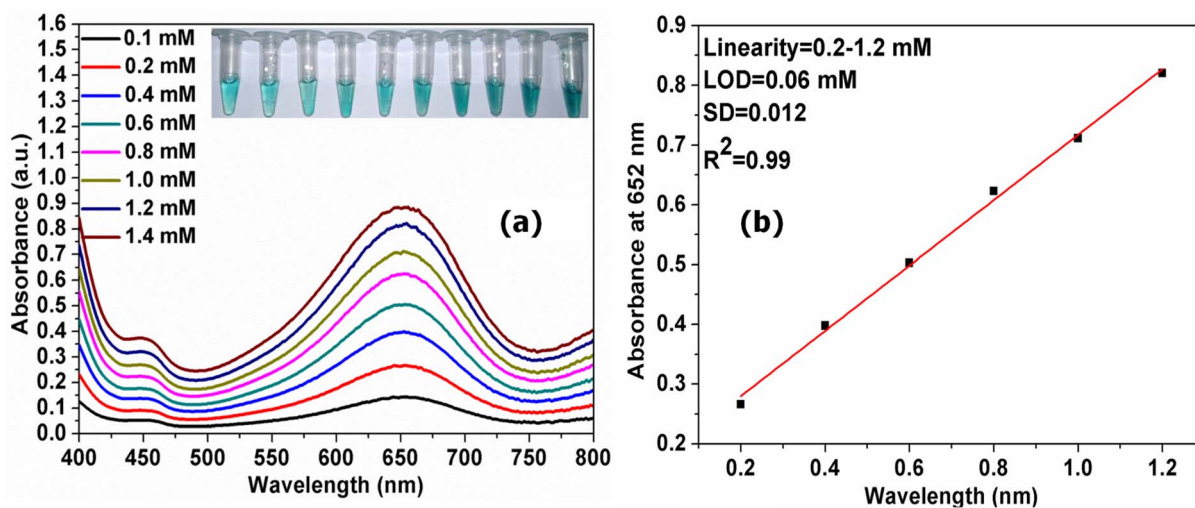 1.6
1.5
1.4
1.3
1.2
1.1
1.0
0.9
0.8
0.7
0.6
0.5
0.4
0.3
0.2
0.1
0.0
Absorbance (a.u.)
0.1 mM
0.2 mM
0.4 mM
0.6 mM
0.8 mM
1.0 mM
1.2 mM
1.4 mM
(a)
400 450 500 550 600 650 700 750 800
Wavelength (nm)
0.9
0.8
0.7
0.6
0.5
0.4
0.3
0.2
Absorbance at 652 nm
Linearity=0.2-1.2 mM
LOD=0.06 mM
SD=0.012
R²=0.99
(b)
0.2 0.4 0.6 0.8 1.0 1.2
Wavelength (nm)